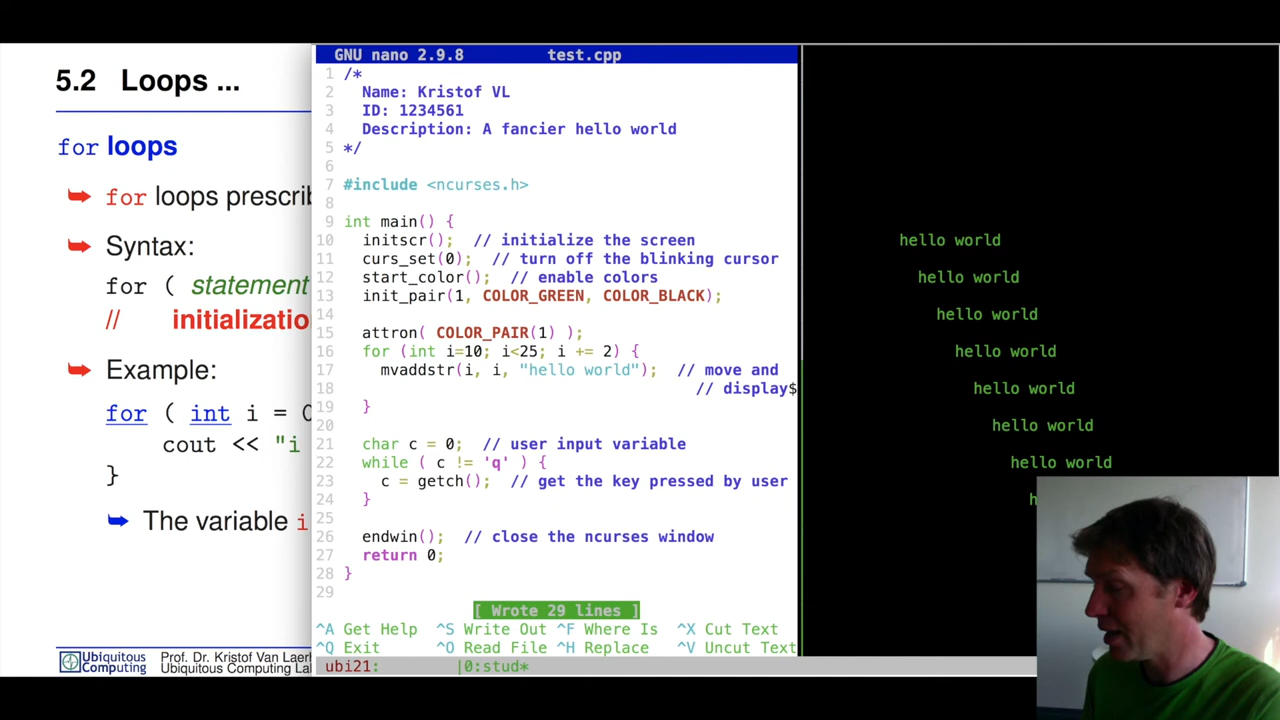 5.2 Loops ...
for loops
for loops prescrib
Syntax:
for ( statement
// initializatio
Example:
for ( int i = 0
cout << "i
}
The variable i
Ubiquitous
Computing
Prof. Dr. Kristof Van Laerh
Ubiquitous Computing La
GNU nano 2.9.8 test.cpp
1 /*
2 Name: Kristof VL
3 ID: 1234561
4 Description: A fancier hello world
5 */
6
7 #include <ncurses.h>
8
9 int main() {
10 initscr(); // initialize the screen
11 curs_set(0); // turn off the blinking cursor
12 start_color(); // enable colors
13 init_pair(1, COLOR_GREEN, COLOR_BLACK);
14
15 attron( COLOR_PAIR(1) );
16 for (int i=10; i<25; i += 2) {
17 mvaddstr(i, i, "hello world"); // move and
18 // display$
19 }
20
21 char c = 0; // user input variable
22 while ( c != 'q' ) {
23 c = getch(); // get the key pressed by user
24 }
25
26 endwin(); // close the ncurses window
27 return 0;
28 }
29
[ Wrote 29 lines ]
^A Get Help ^S Write Out ^F Where Is ^X Cut Text
^Q Exit ^O Read File ^H Replace ^V Uncut Text
ubi21: |0:stud*
hello world
hello world
hello world
hello world
hello world
hello world
hello world
h